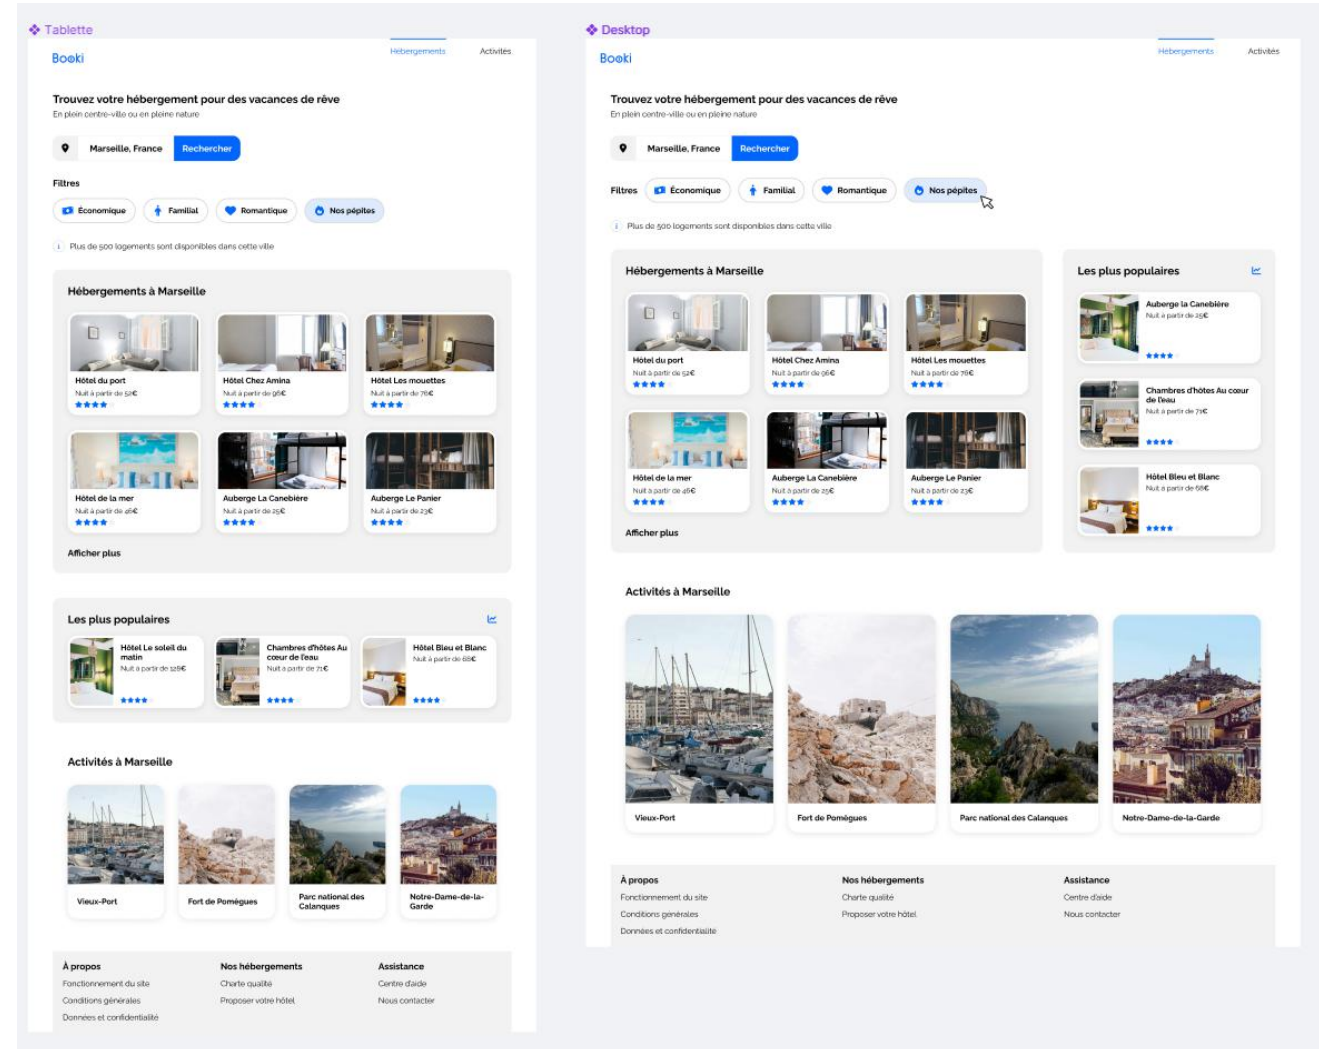 Tablette
Booki
Hébergements
Activités
Trouvez votre hébergement pour des vacances de rêve
En plein centre-ville ou en pleine nature
Marseille, France
Rechercher
Filtres
Économique
Familial
Romantique
Nos pépites
Plus de 500 logements sont disponibles dans cette ville
Hébergements à Marseille
Hôtel du port
Nuit à partir de 52€
Hôtel Chez Amina
Nuit à partir de 96€
Hôtel Les mouettes
Nuit à partir de 76€
Hôtel de la mer
Nuit à partir de 46€
Auberge La Canebière
Nuit à partir de 25€
Auberge Le Panier
Nuit à partir de 23€
Afficher plus
Les plus populaires
Hôtel Le soleil du
matin
Nuit à partir de 128€
Chambres d'hôtes Au
cœur de l'eau
Nuit à partir de 71€
Hôtel Bleu et Blanc
Nuit à partir de 68€
Activités à Marseille
Vieux-Port
Fort de Pomègues
Parc national des
Calanques
Notre-Dame-de-la-
Garde
À propos
Fonctionnement du site
Conditions générales
Données et confidentialité
Nos hébergements
Charte qualité
Proposer votre hôtel
Assistance
Centre d'aide
Nous contacter
Desktop
Booki
Hébergements
Activités
Trouvez votre hébergement pour des vacances de rêve
En plein centre-ville ou en pleine nature
Marseille, France
Rechercher
Filtres
Économique
Familial
Romantique
Nos pépites
Plus de 500 logements sont disponibles dans cette ville
Hébergements à Marseille
Hôtel du port
Nuit à partir de 52€
Hôtel Chez Amina
Nuit à partir de 96€
Hôtel Les mouettes
Nuit à partir de 76€
Hôtel de la mer
Nuit à partir de 46€
Auberge La Canebière
Nuit à partir de 25€
Auberge Le Panier
Nuit à partir de 23€
Afficher plus
Les plus populaires
Auberge la Canebière
Nuit à partir de 25€
Chambres d'hôtes Au cœur
de l'eau
Nuit à partir de 71€
Hôtel Bleu et Blanc
Nuit à partir de 68€
Activités à Marseille
Vieux-Port
Fort de Pomègues
Parc national des Calanques
Notre-Dame-de-la-Garde
À propos
Fonctionnement du site
Conditions générales
Données et confidentialité
Nos hébergements
Charte qualité
Proposer votre hôtel
Assistance
Centre d'aide
Nous contacter